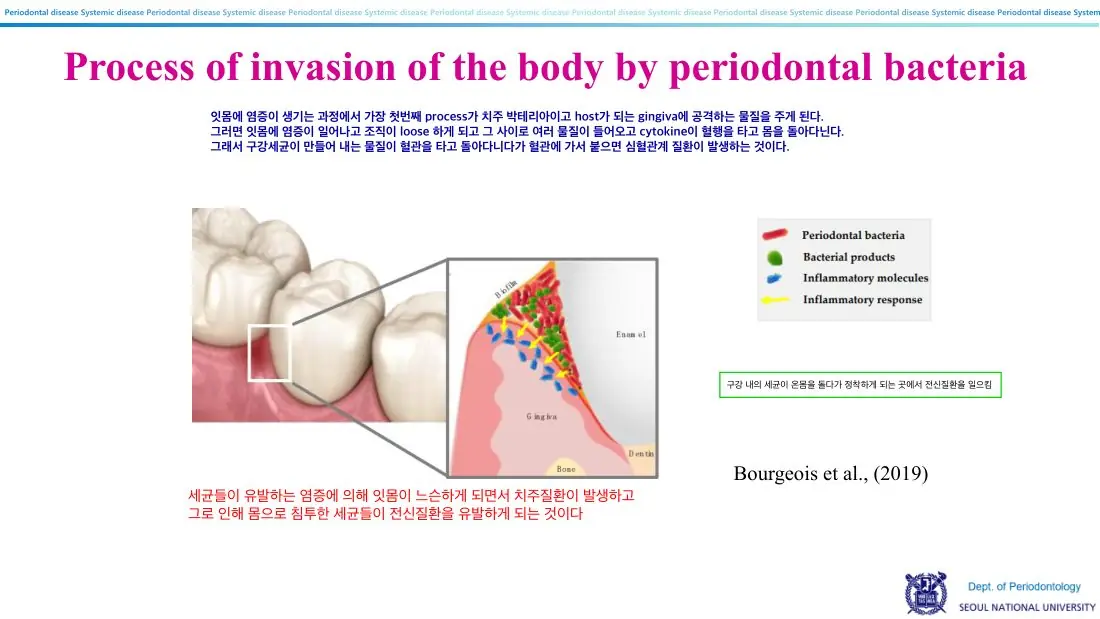 Periodontal disease Systemic disease Periodontal disease Systemic disease Periodontal disease Systemic disease Periodontal disease Systemic disease Periodontal disease Systemic disease Periodontal disease Systemic disease Periodontal disease Systemic disease Periodontal disease System
Process of invasion of the body by periodontal bacteria
잇몸에 염증이 생기는 과정에서 가장 첫번째 process가 치주 박테리아이고 host가 되는 gingiva에 공격하는 물질을 주게 된다.
그러면 잇몸에 염증이 일어나고 조직이 loose 하게 되고 그 사이로 여러 물질이 들어오고 cytokine이 혈행을 타고 몸을 돌아다닌다.
그래서 구강세균이 만들어 내는 물질이 혈관을 타고 돌아다니다가 혈관에 가서 붙으면 심혈관계 질환이 발생하는 것이다.
Periodontal bacteria
Bacterial products
Inflammatory molecules
Inflammatory response
Biofilm
Enamel
Gingiva
Dentin
Bone
구강 내의 세균이 온몸을 돌다가 정착하게 되는 곳에서 전신질환을 일으킴
Bourgeois et al., (2019)
세균들이 유발하는 염증에 의해 잇몸이 느슨하게 되면서 치주질환이 발생하고
그로 인해 몸으로 침투한 세균들이 전신질환을 유발하게 되는 것이다
Dept. of Periodontology
SEOUL NATIONAL UNIVERSITY